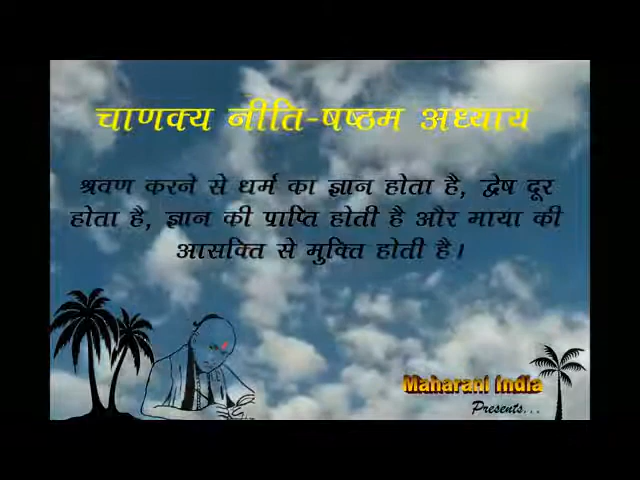 चाणक्य नीति-षष्ठम अध्याय
श्रवण करने से धर्म का ज्ञान होता है, द्वेष दूर
होता है, ज्ञान की प्राप्ति होती है और माया की
आसक्ति से मुक्ति होती है।
Maharani India
Presents...